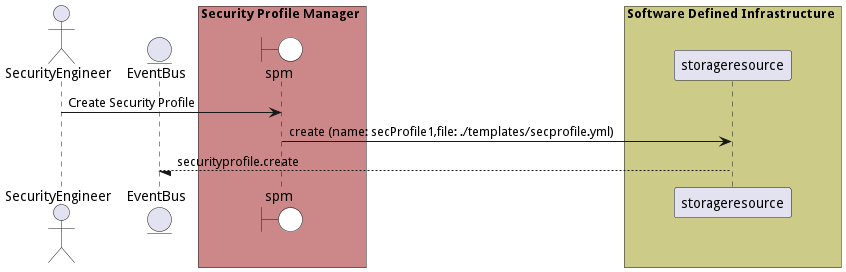 Security Profile Manager
Software Defined Infrastructure
SecurityEngineer
EventBus
spm
storageresource
Create Security Profile
create (name: secProfile1,file: ./templates/secprofile.yml)
securityprofile.create
SecurityEngineer
EventBus
spm
storageresource